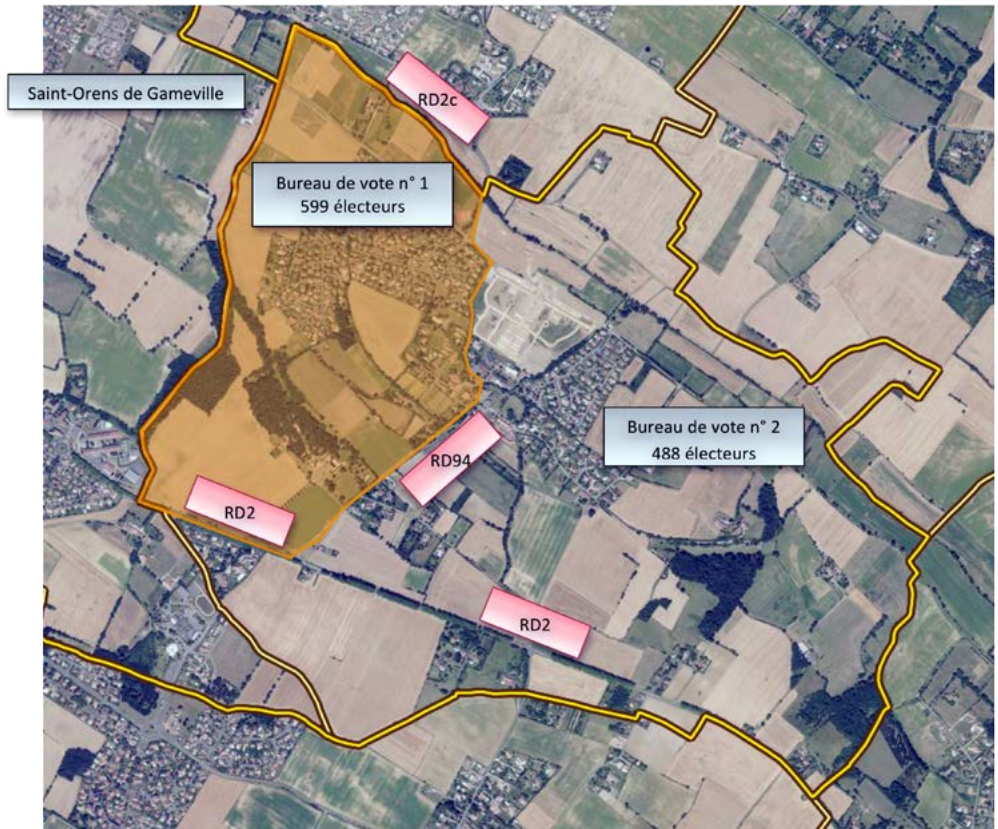 Saint-Orens de Gameville
RD2c
Bureau de vote n° 1
599 électeurs
Bureau de vote n° 2
488 électeurs
RD94
RD2
RD2